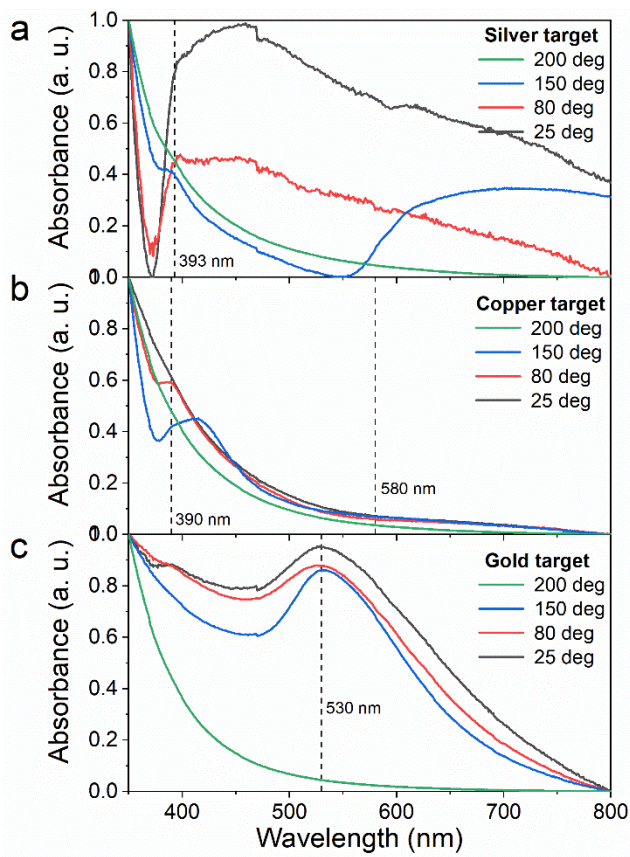 a
Absorbance (a. u.)
1.0
0.8
0.6
0.4
0.2
0.0
Silver target
200 deg
150 deg
80 deg
25 deg
393 nm
b
Absorbance (a. u.)
0.8
0.6
0.4
0.2
0.0
Copper target
200 deg
150 deg
80 deg
25 deg
390 nm
580 nm
c
Absorbance (a. u.)
0.8
0.6
0.4
0.2
0.0
Gold target
200 deg
150 deg
80 deg
25 deg
530 nm
400 500 600 700 800
Wavelength (nm)